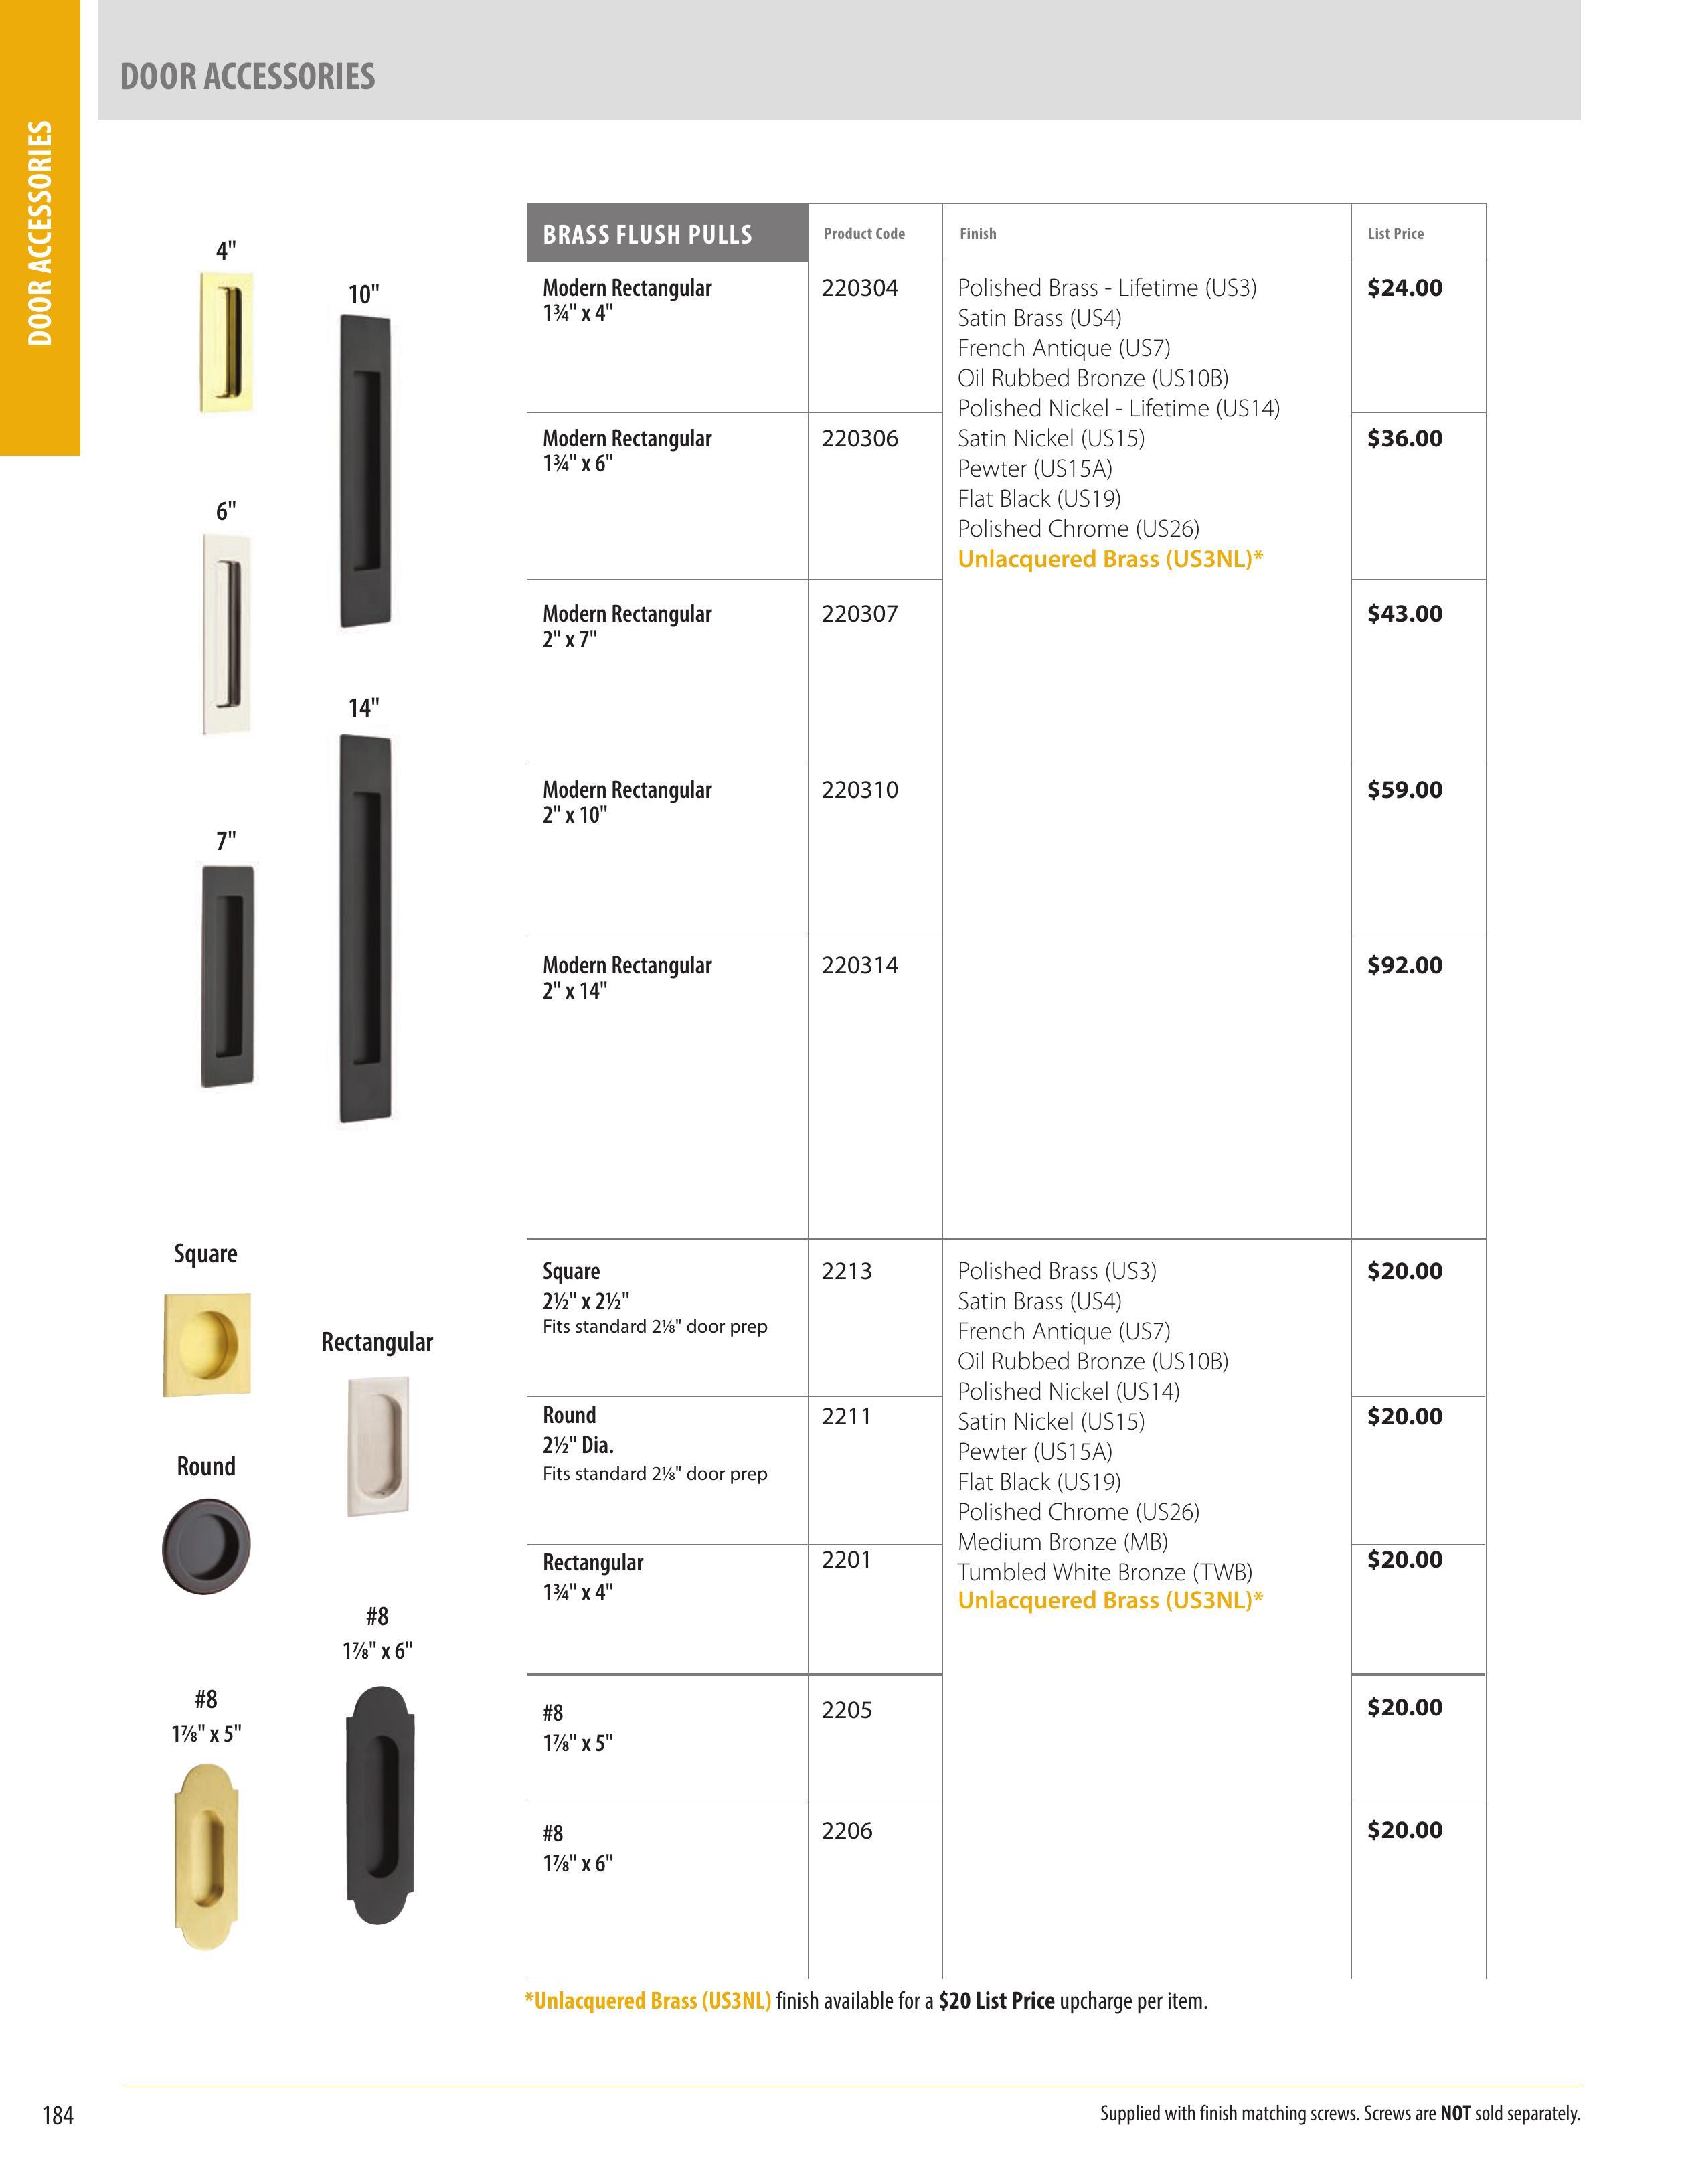 DOOR ACCESSORIES
DOOR ACCESSORIES
4"
10"
6"
14"
7"
Square
Rectangular
Round
#8
1⅞" x 6"
#8
1⅞" x 5"
BRASS FLUSH PULLS Product Code Finish List Price
Modern Rectangular 220304 Polished Brass - Lifetime (US3) $24.00
1¾" x 4"
Satin Brass (US4)
French Antique (US7)
Oil Rubbed Bronze (US10B)
Polished Nickel - Lifetime (US14)
Modern Rectangular 220306 Satin Nickel (US15) $36.00
1¾" x 6"
Pewter (US15A)
Flat Black (US19)
Polished Chrome (US26)
Unlacquered Brass (US3NL)*
Modern Rectangular 220307 $43.00
2" x 7"
Modern Rectangular 220310 $59.00
2" x 10"
Modern Rectangular 220314 $92.00
2" x 14"
Square 2213 Polished Brass (US3) $20.00
2½" x 2½" Satin Brass (US4)
Fits standard 2⅛" door prep French Antique (US7)
Oil Rubbed Bronze (US10B)
Polished Nickel (US14)
Round 2211 Satin Nickel (US15) $20.00
2½" Dia. Pewter (US15A)
Fits standard 2⅛" door prep Flat Black (US19)
Polished Chrome (US26)
Medium Bronze (MB)
Rectangular 2201 Tumbled White Bronze (TWB) $20.00
1¾" x 4" Unlacquered Brass (US3NL)*
#8 2205 $20.00
1⅞" x 5"
#8 2206 $20.00
1⅞" x 6"
*Unlacquered Brass (US3NL) finish available for a $20 List Price upcharge per item.
184
Supplied with finish matching screws. Screws are NOT sold separately.